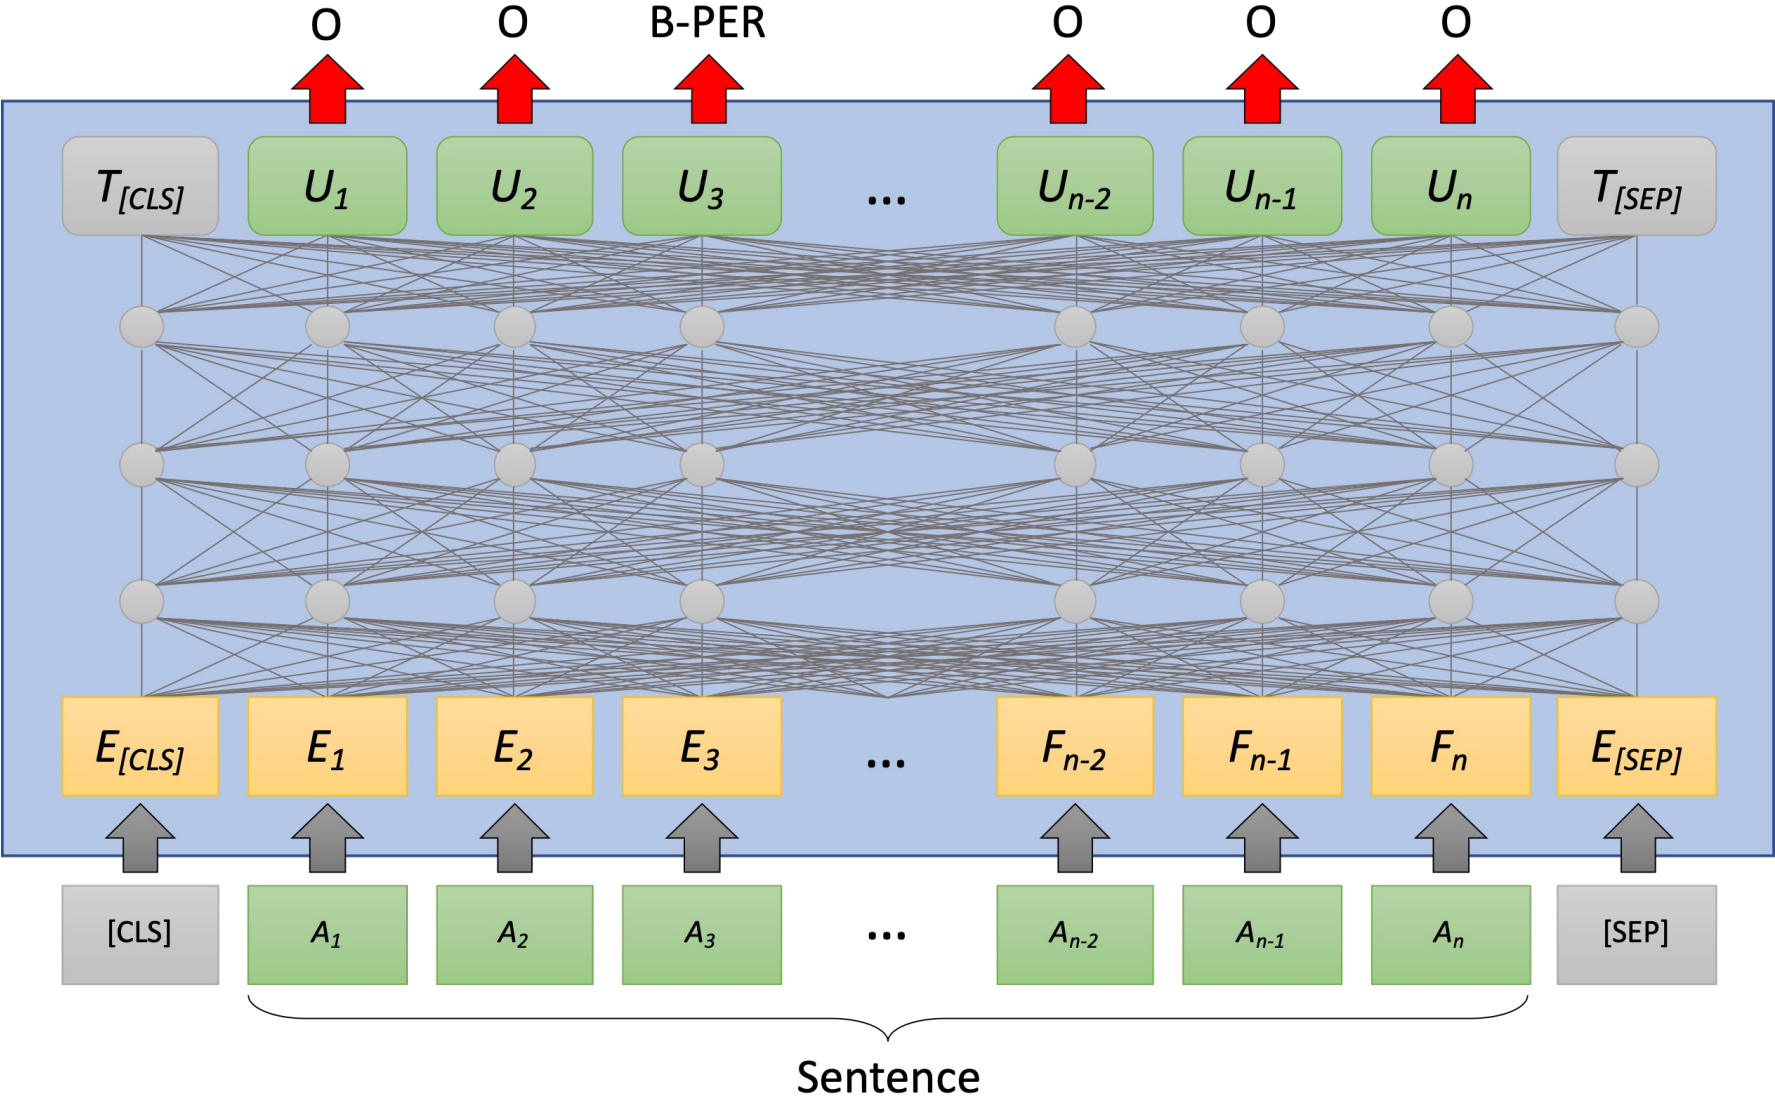 O O B-PER O O O
T[CLS] U1 U2 U3 ... Un-2 Un-1 Un T[SEP]
E[CLS] E1 E2 E3 ... Fn-2 Fn-1 Fn E[SEP]
[CLS] A1 A2 A3 ... An-2 An-1 An [SEP]
Sentence